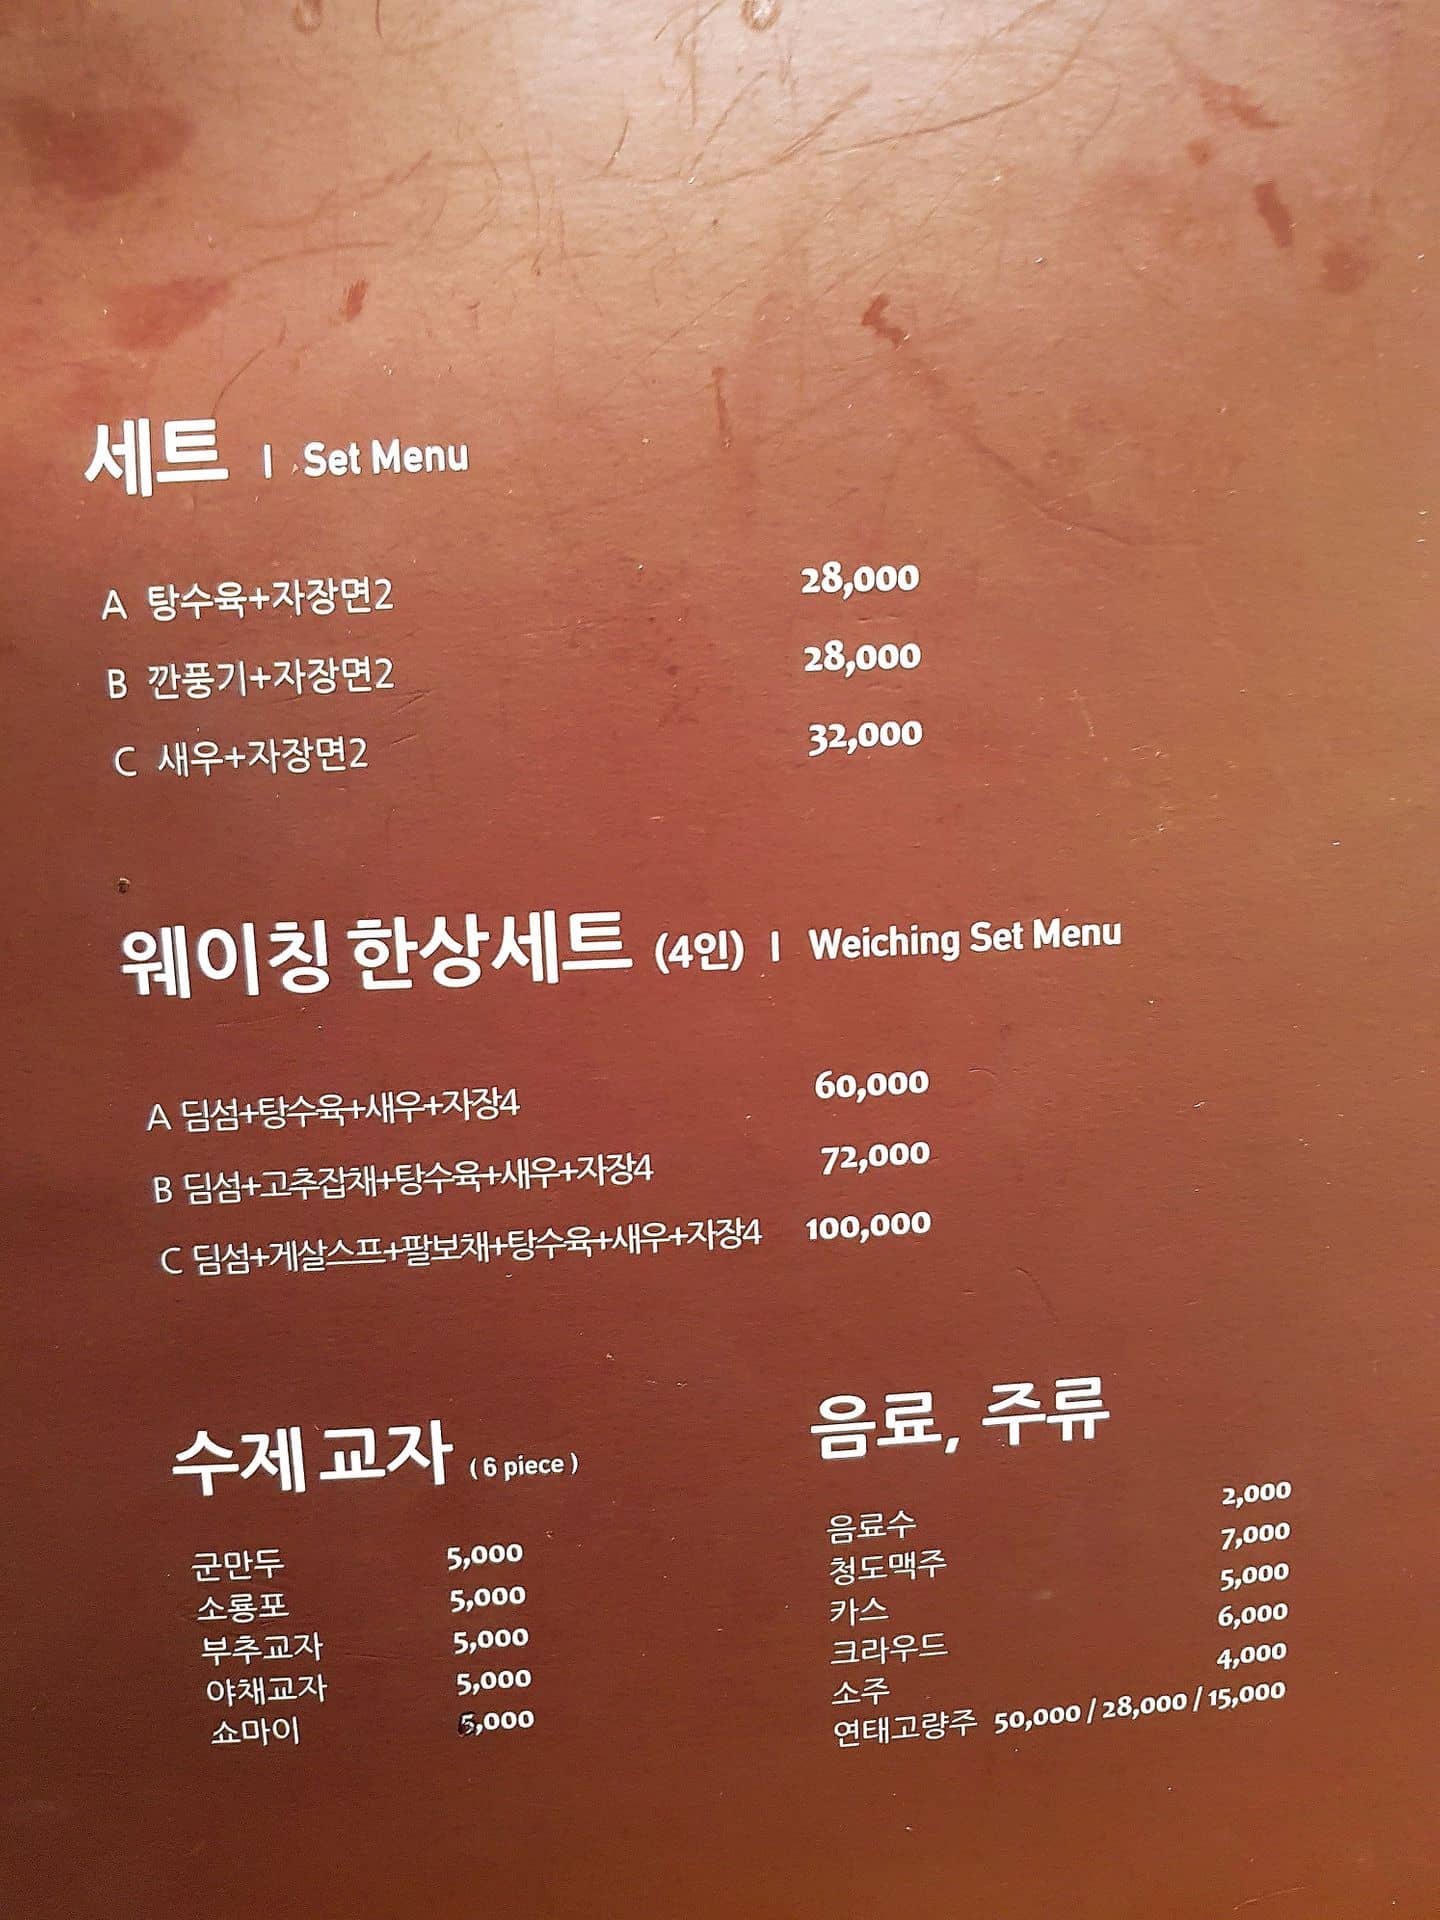 세트 | Set Menu
A 탕수육+자장면2 28,000
B 깐풍기+자장면2 28,000
C 새우+자장면2 32,000
웨이칭 한상세트 (4인) | Weiching Set Menu
A 딤섬+탕수육+새우+자장4 60,000
B 딤섬+고추잡채+탕수육+새우+자장4 72,000
C 딤섬+게살스프+팔보채+탕수육+새우+자장4 100,000
수제 교자 ( 6 piece )
군만두 5,000
소룡포 5,000
부추교자 5,000
야채교자 5,000
쇼마이
음료, 주류
음료수 2,000
청도맥주 7,000
카스 5,000
크라우드 6,000
소주 4,000
연태고량주 50,000 / 28,000 / 15,000